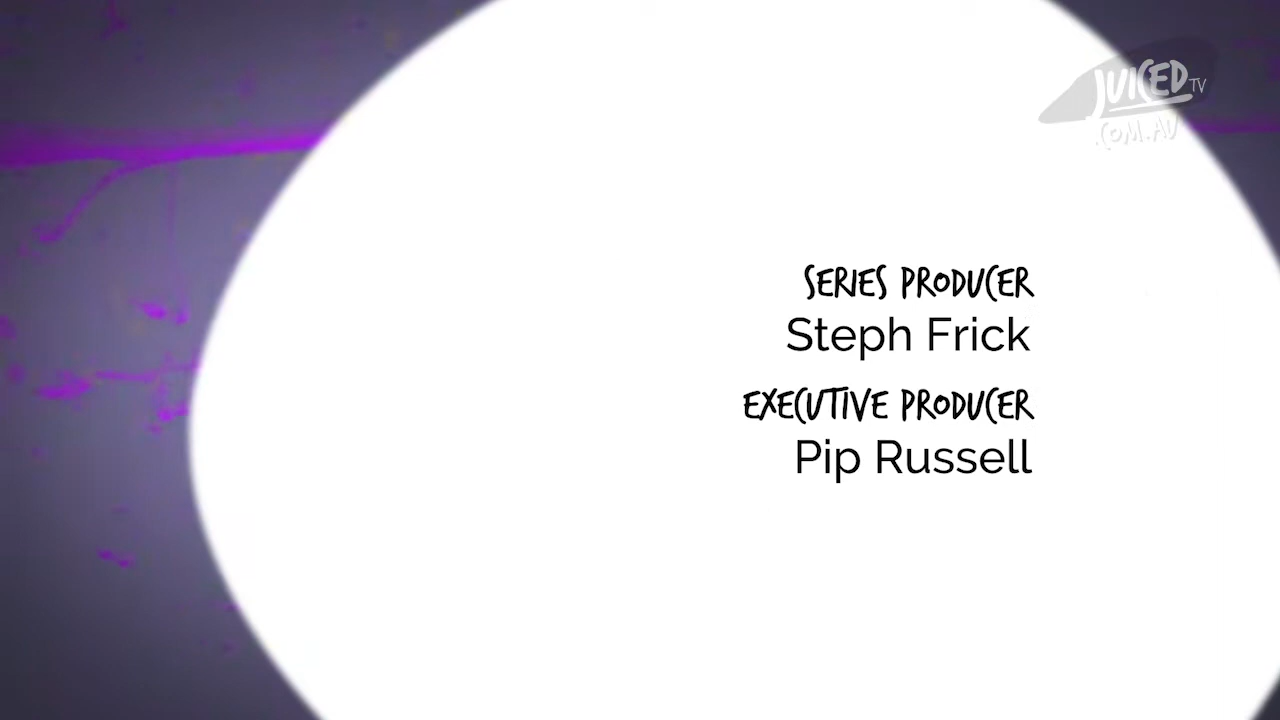 JUICED TV
.COM.AU
SERIES PRODUCER
Steph Frick
EXECUTIVE PRODUCER
Pip Russell